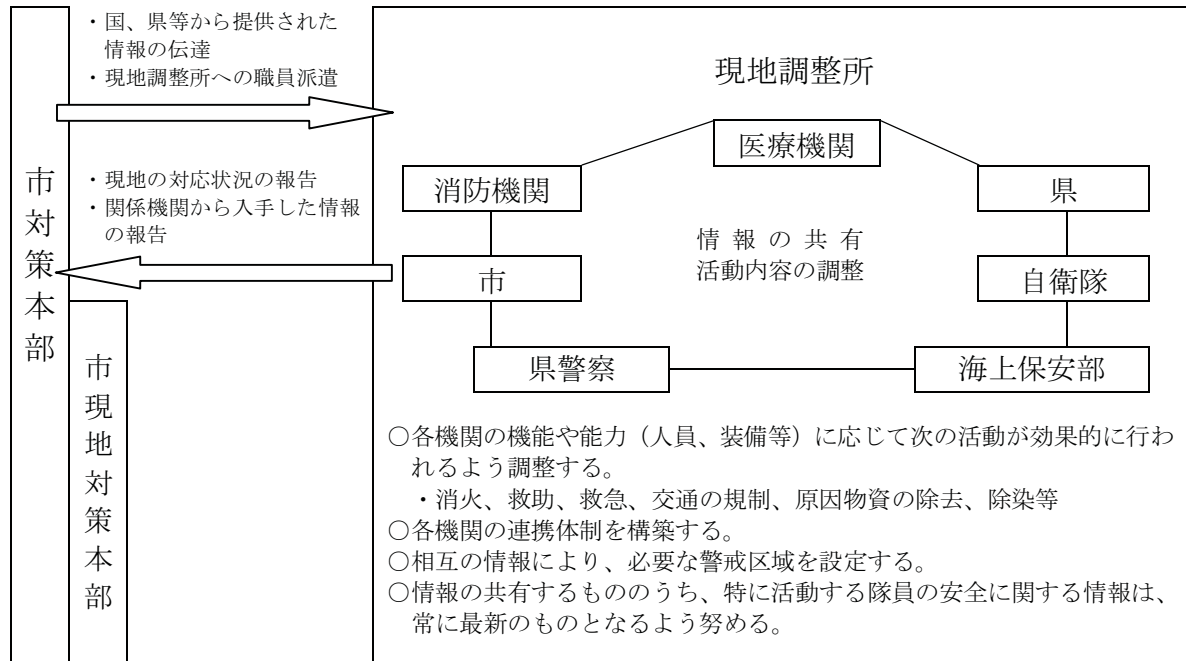 ・国、県等から提供された
情報の伝達
・現地調整所への職員派遣
・現地の対応状況の報告
・関係機関から入手した情報
の報告
市対策本部
市現地対策本部
現地調整所
医療機関
消防機関
県
情報の共有
活動内容の調整
市
自衛隊
県警察
海上保安部
○各機関の機能や能力（人員、装備等）に応じて次の活動が効果的に行わ
れるよう調整する。
・消火、救助、救急、交通の規制、原因物資の除去、除染等
○各機関の連携体制を構築する。
○相互の情報により、必要な警戒区域を設定する。
○情報の共有するもののうち、特に活動する隊員の安全に関する情報は、
常に最新のものとなるよう努める。